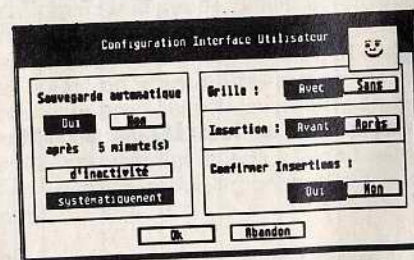 Configuration Interface Utilisateur
Sauvegarde automatique
Oui Non
après 5 minute(s)
d'inactivité
systématiquement
Grille : Avec Sans
Insertion : Avant Après
Confirmer Insertions :
Oui Non
Ok Abandon